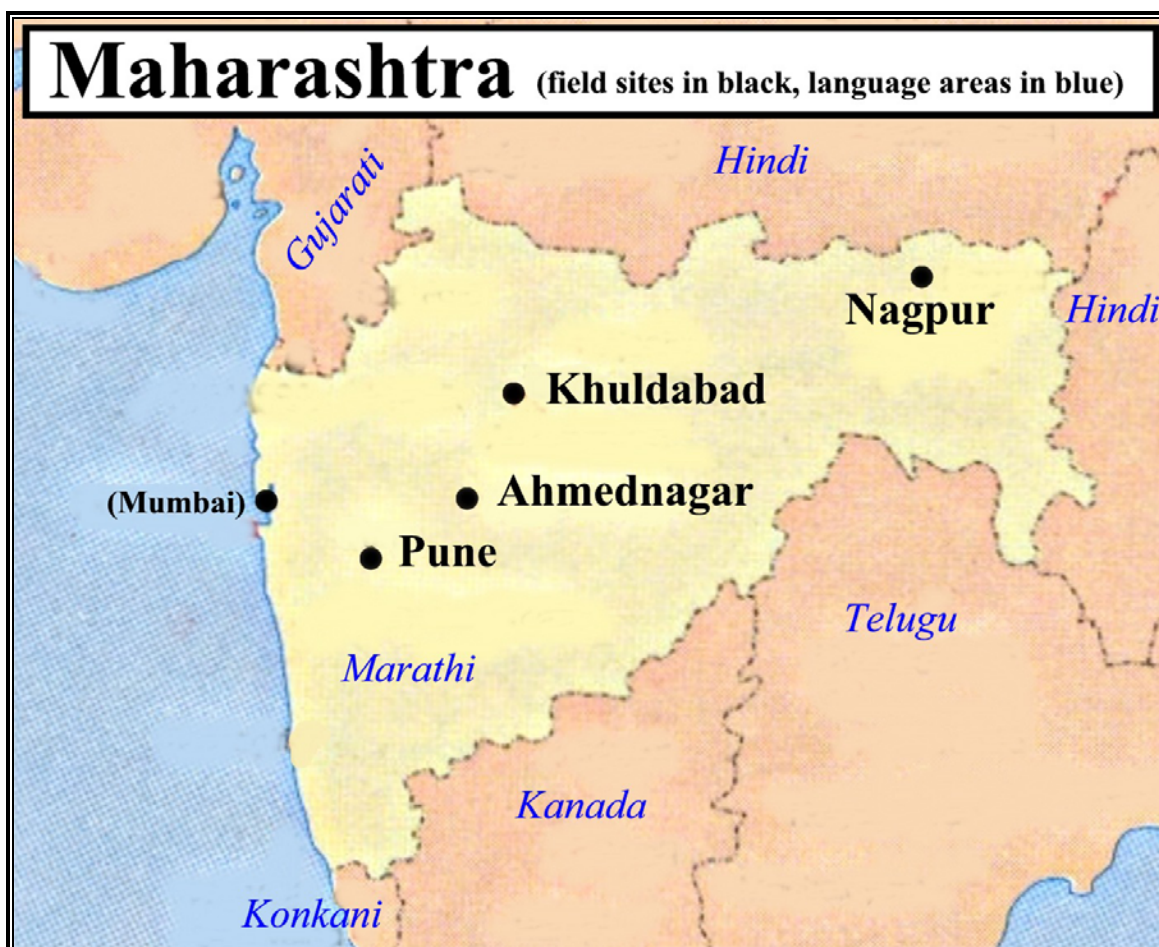 Maharashtra (field sites in black, language areas in blue)
Hindi
Gujarati
Hindi
Nagpur
Khuldabad
(Mumbai)
Ahmednagar
Pune
Telugu
Marathi
Kanada
Konkani